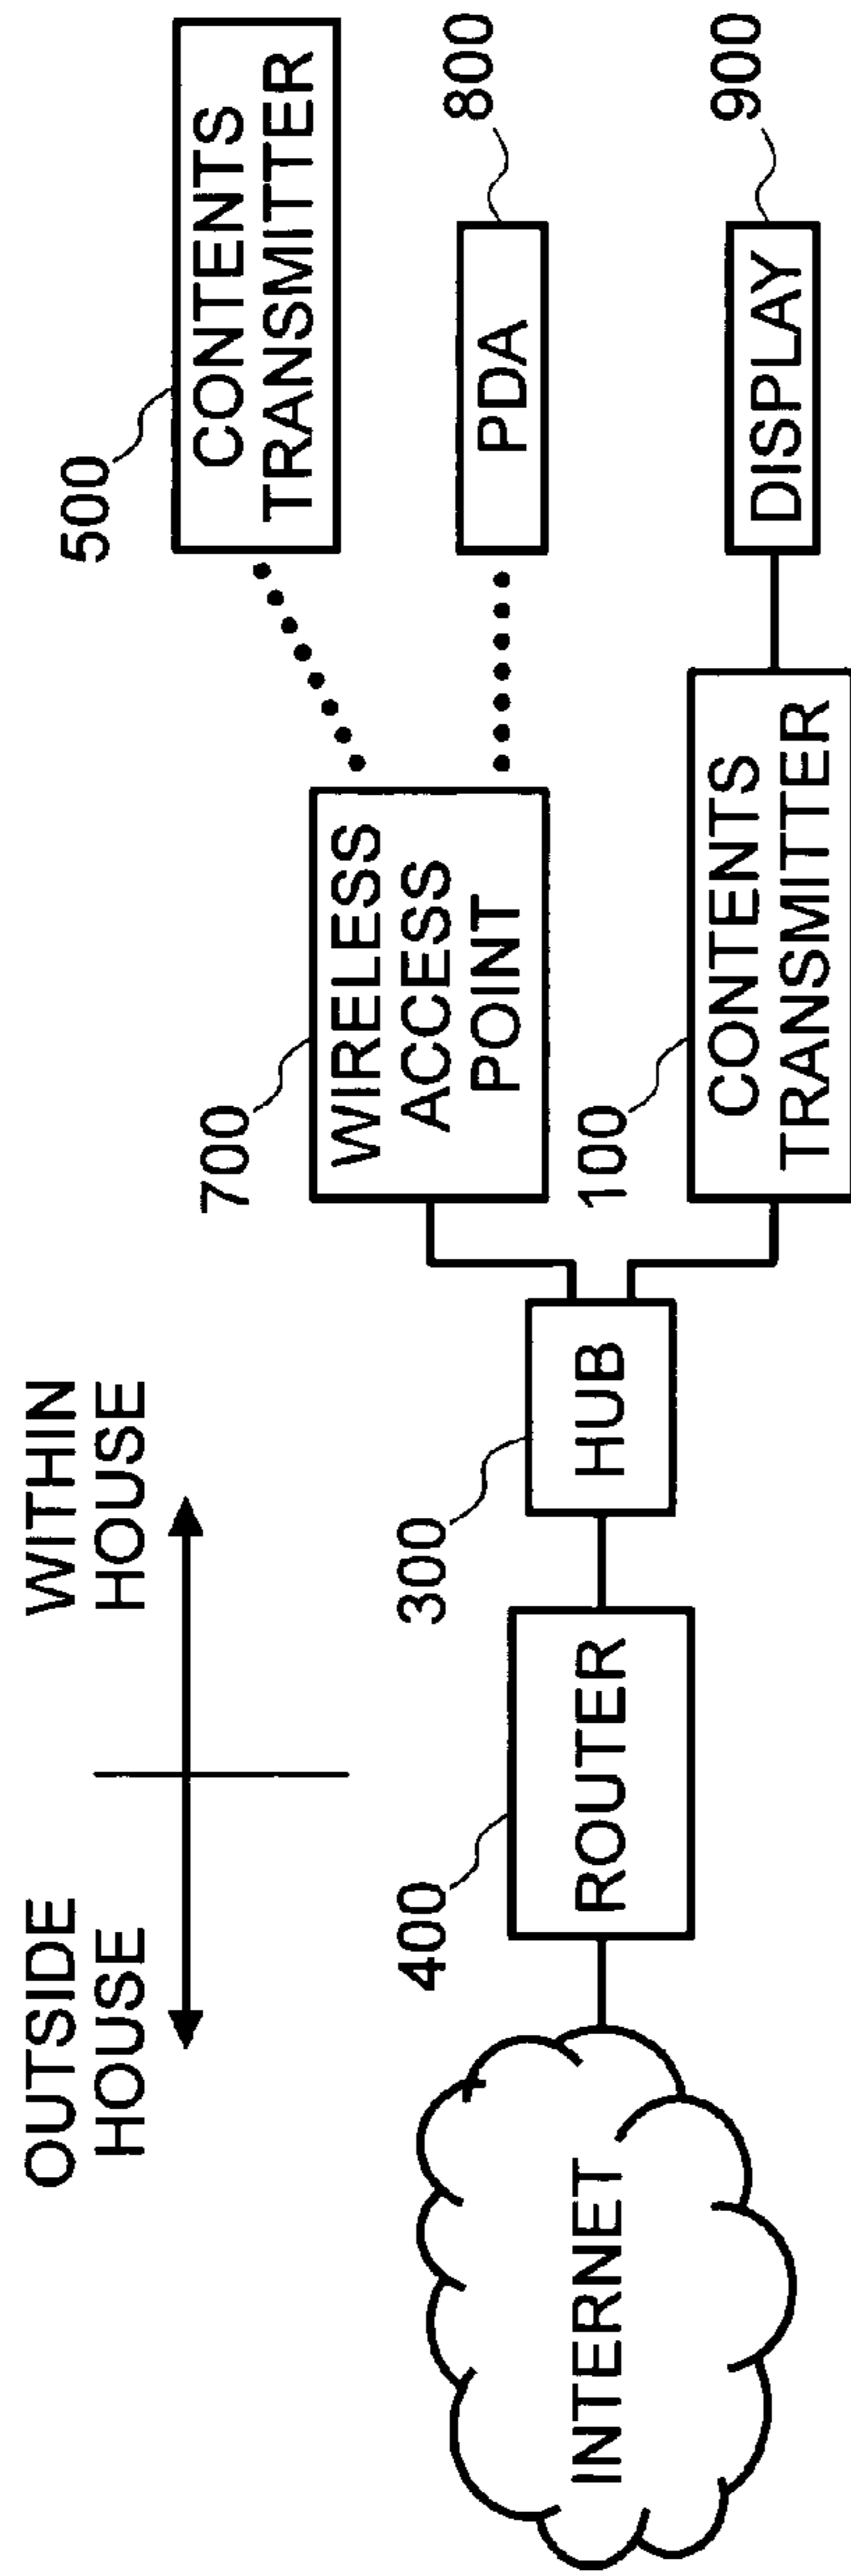 OUTSIDE
HOUSE
WITHIN
HOUSE
INTERNET
400
ROUTER
300
HUB
700
WIRELESS
ACCESS
POINT
100
CONTENTS
TRANSMITTER
500
CONTENTS
TRANSMITTER
PDA
800
DISPLAY
900